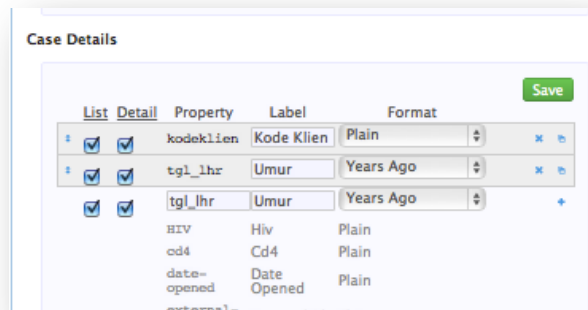 Case Details
Save
List Detail Property Label Format
kodeklien Kode Klien Plain
tgl_lhr Umur Years Ago
tgl_lhr Umur Years Ago
HIV Hiv Plain
cd4 Cd4 Plain
date- Date Plain
opened Opened
external-